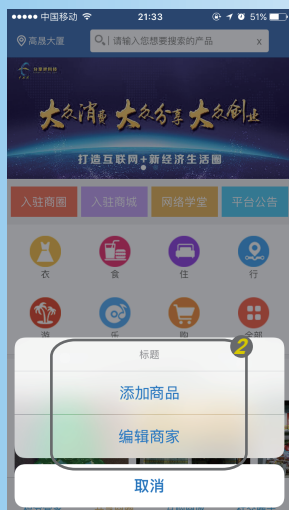 中国移动 21:33 51%
高晟大厦 请输入您想要搜索的产品 x
大众消费 大众分享 大众创业
打造互联网+新经济生活圈
入驻商圈 入驻商城 网络学堂 平台公告
衣 食 住 行
游 乐 购 全部
标题
2
添加商品
编辑商家
取消